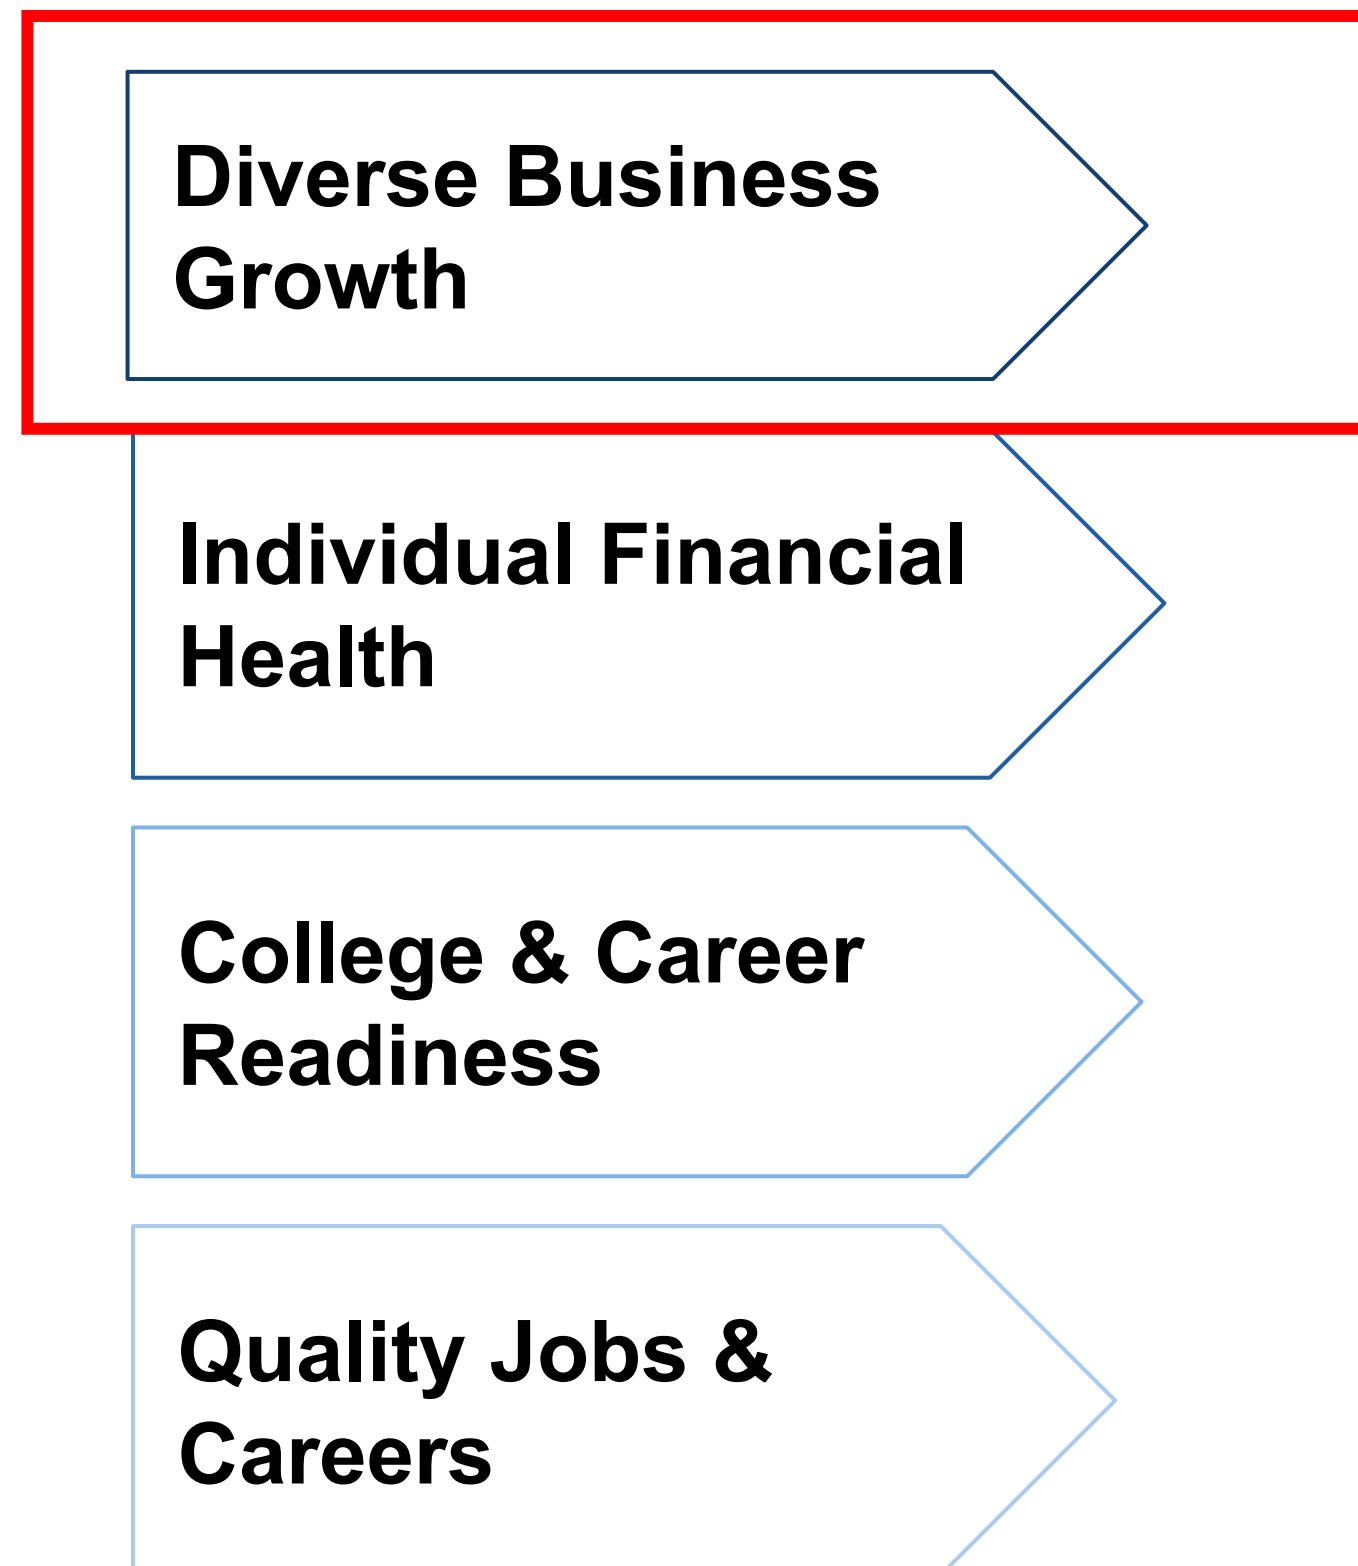 Diverse Business
Growth
Individual Financial
Health
College & Career
Readiness
Quality Jobs &
Careers